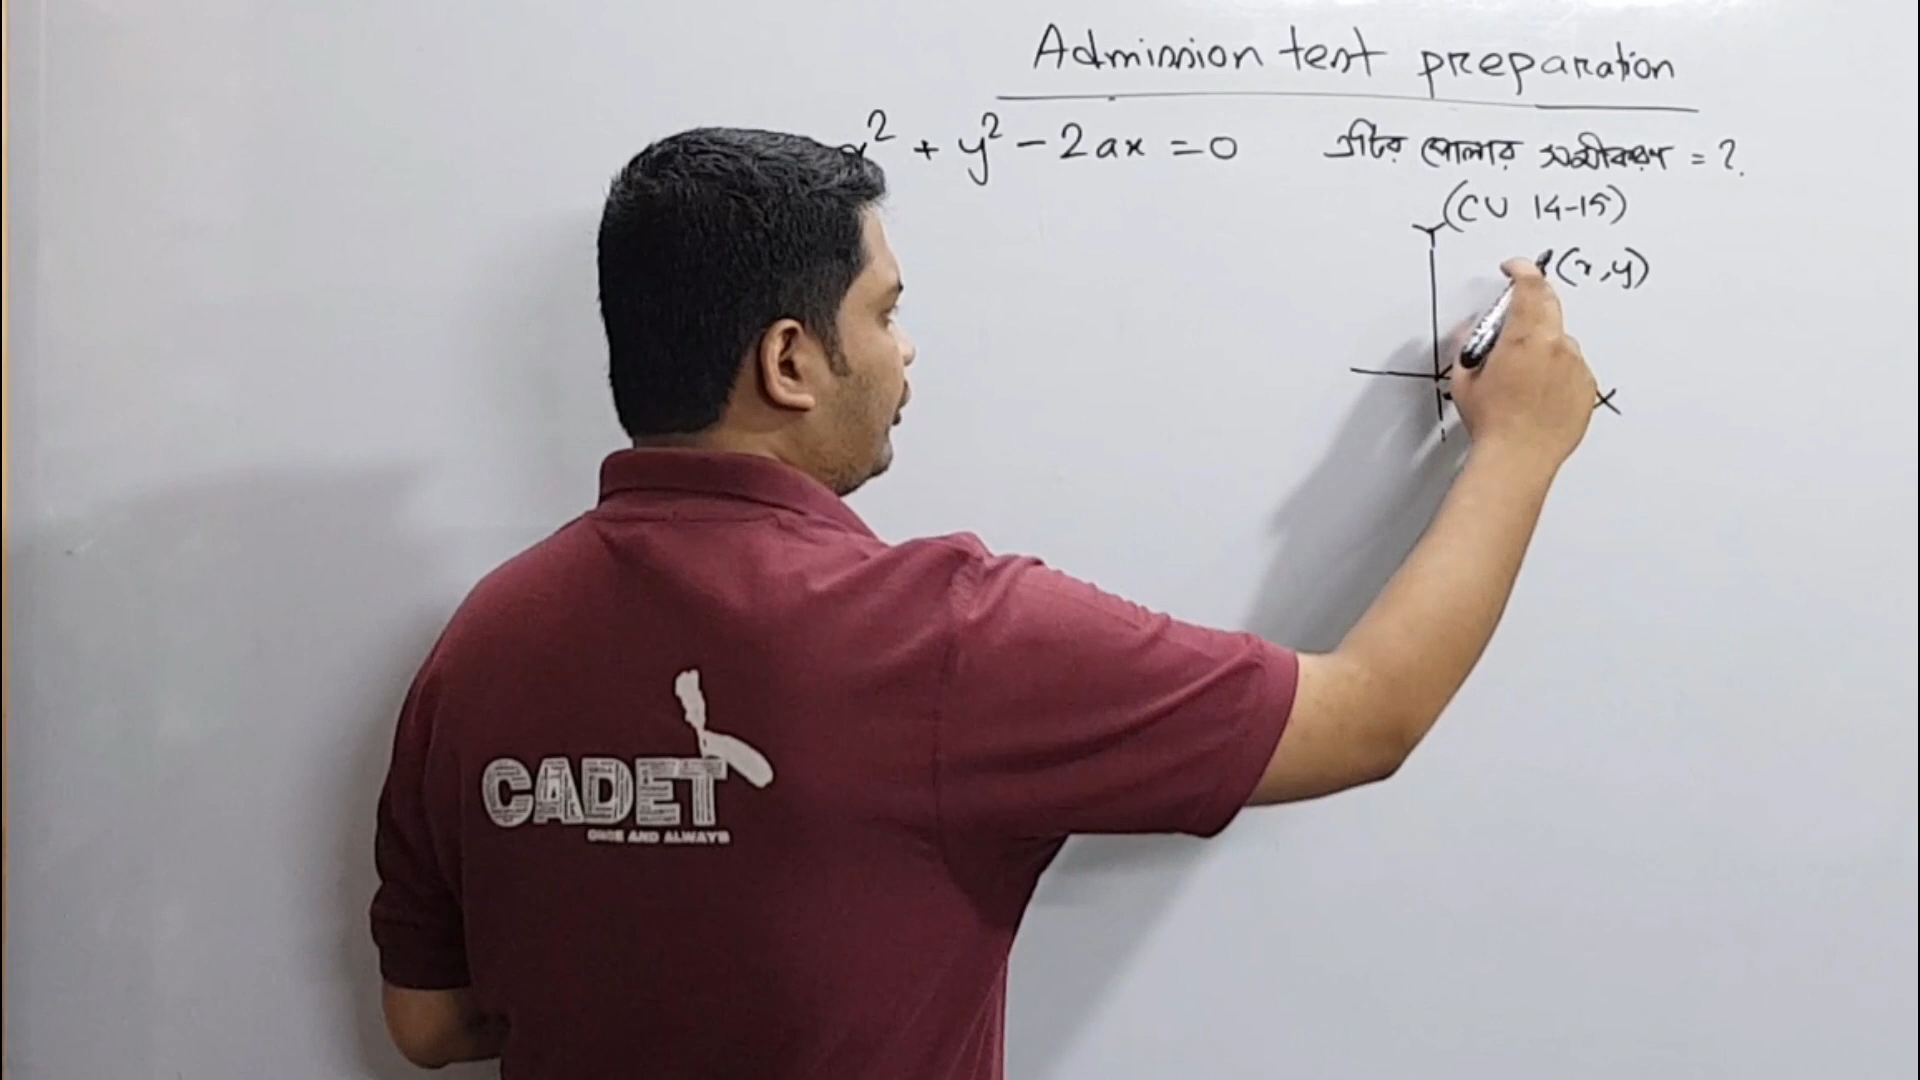 Admission test preparation
x² + y² - 2ax = 0 এটির পোলার সমীকরণ = ?
(CU 14-15)
Y
(x,y)
X
CADET
ONCE AND ALWAYS